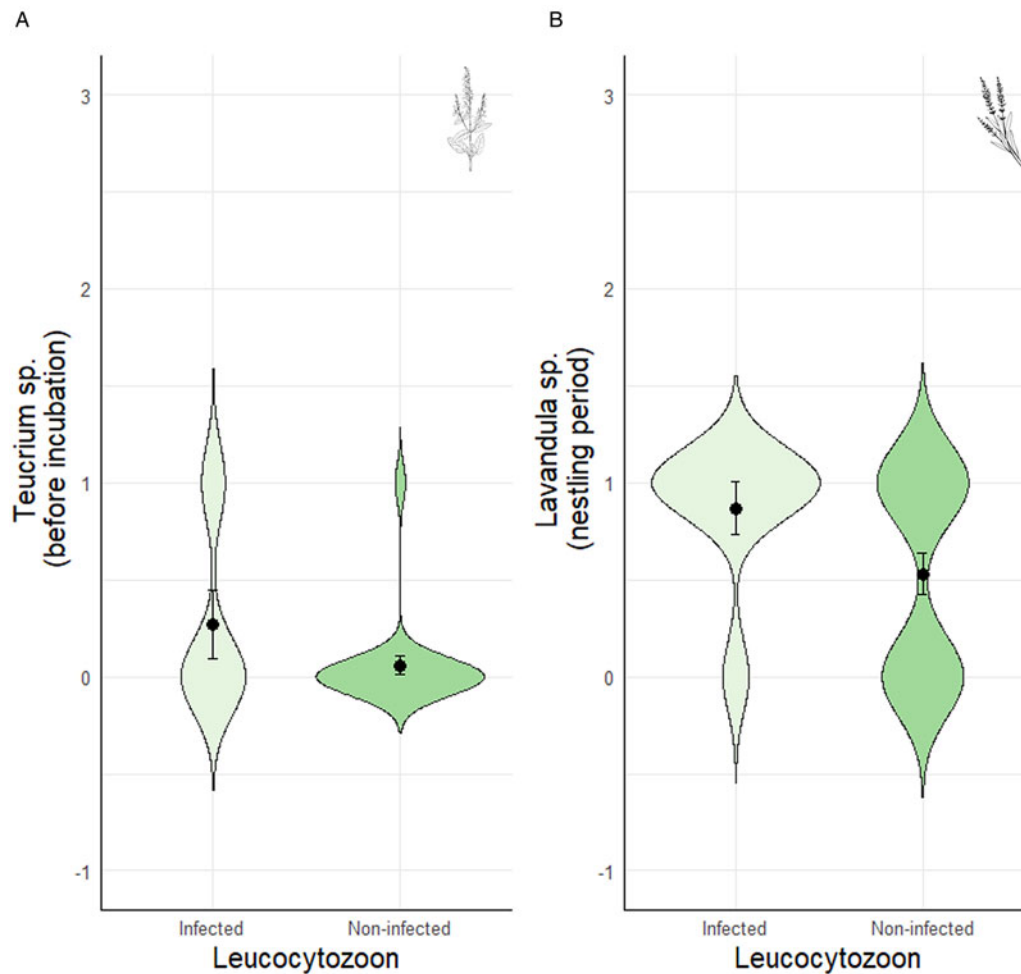 A
Teucrium sp.
(before incubation)
3
2
1
0
-1
Infected
Non-infected
Leucocytozoon
B
Lavandula sp.
(nestling period)
3
2
1
0
-1
Infected
Non-infected
Leucocytozoon